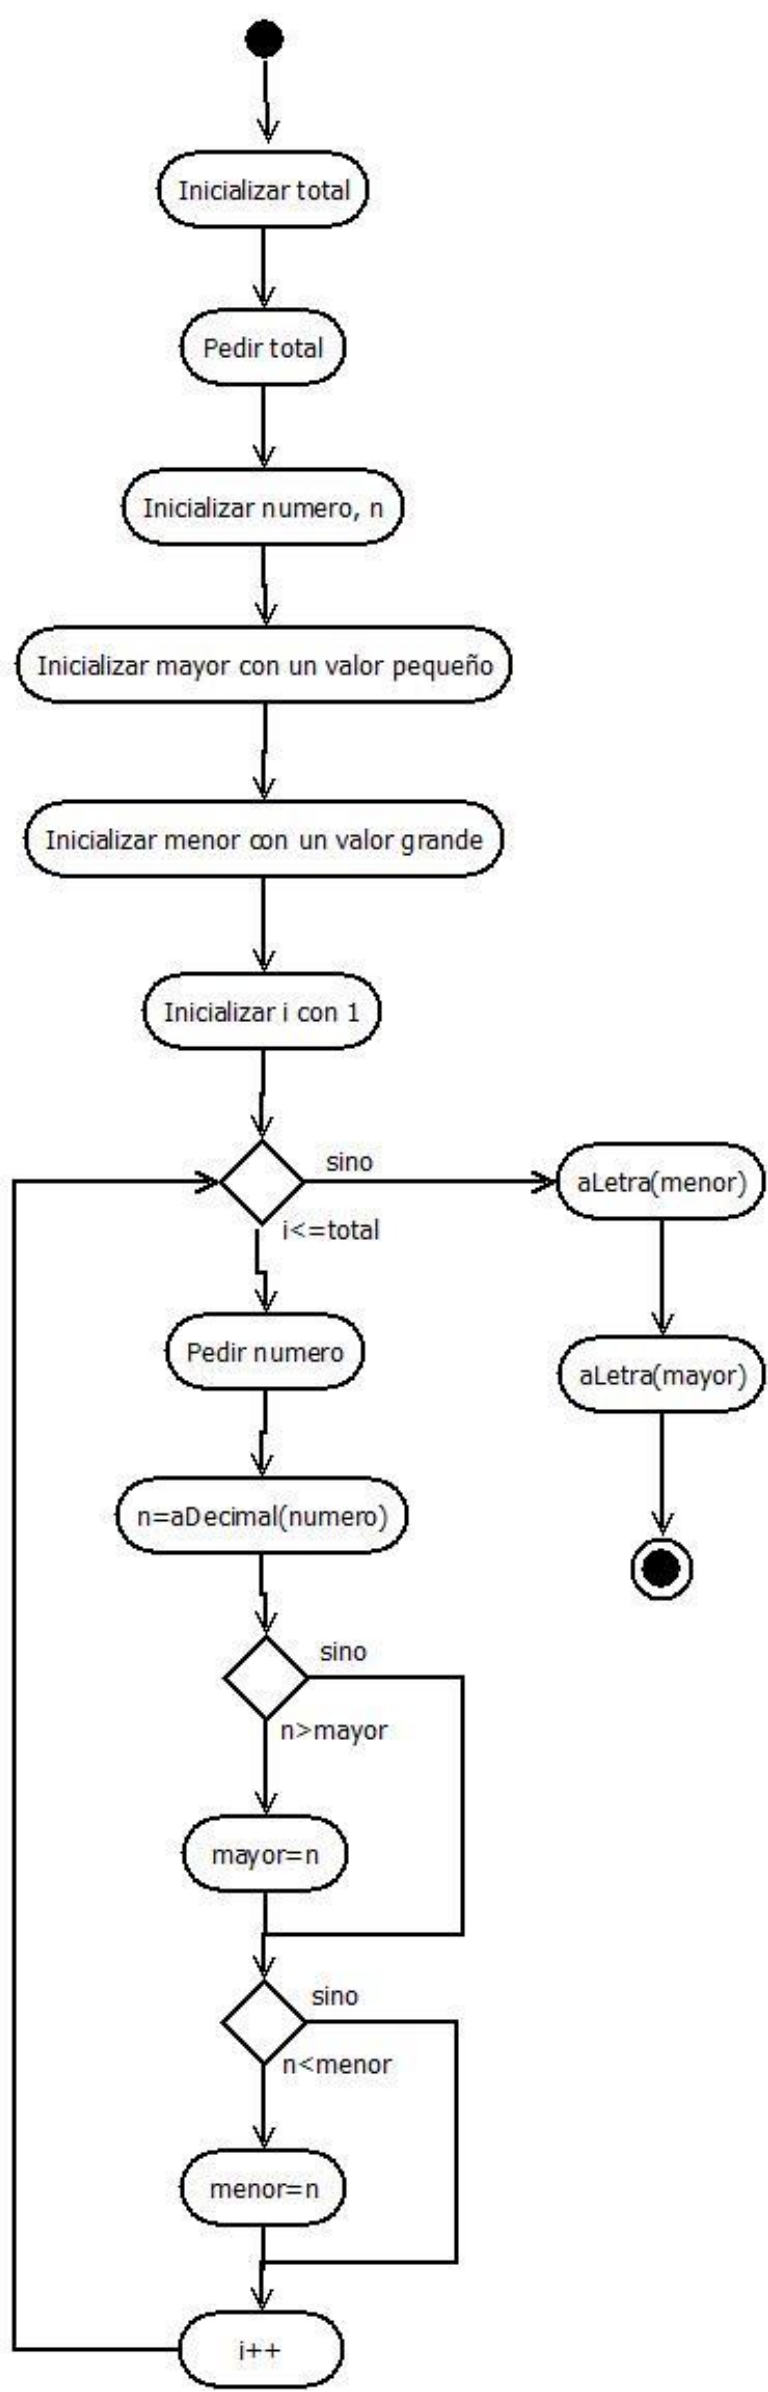 Inicializar total
Pedir total
Inicializar numero, n
Inicializar mayor con un valor pequeño
Inicializar menor con un valor grande
Inicializar i con 1
sino
i<=total
aLetra(menor)
Pedir numero
aLetra(mayor)
n=aDecimal(numero)
sino
n>mayor
mayor=n
sino
n<menor
menor=n
i++